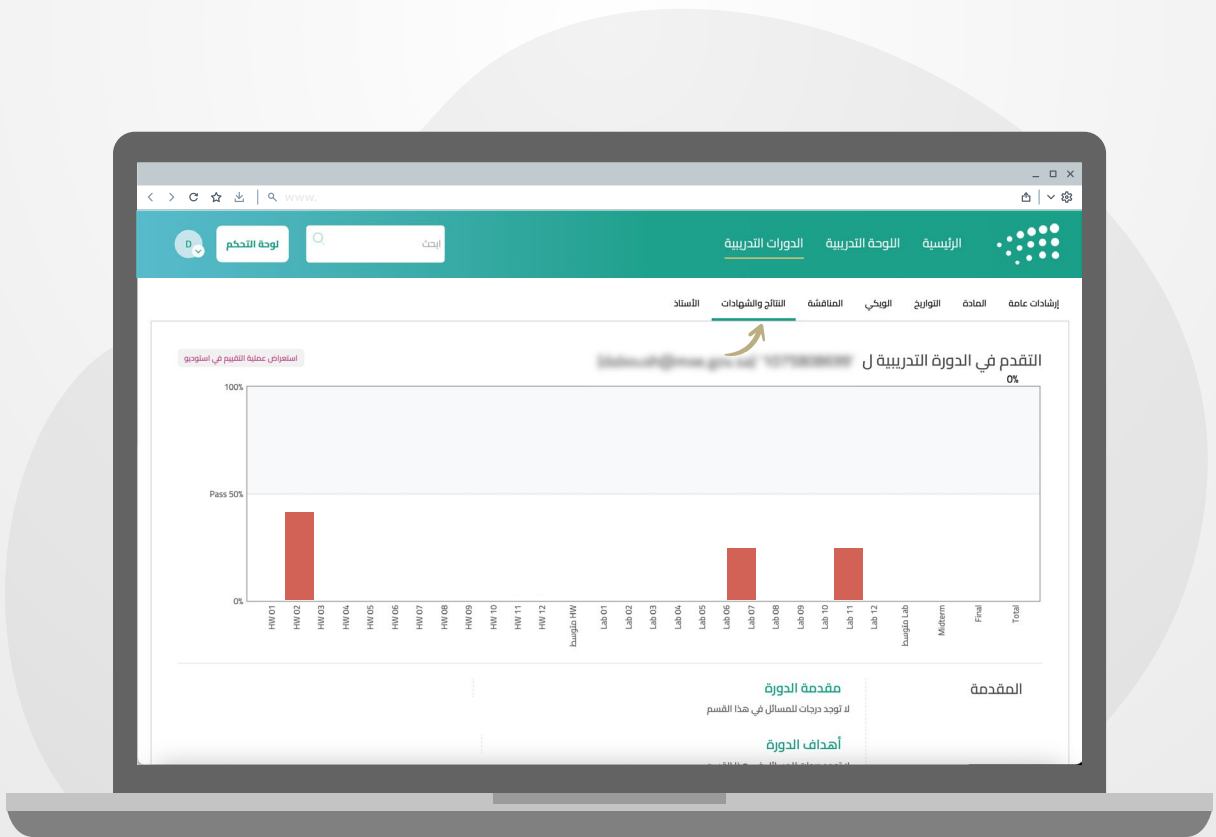 www.
الرئيسية
اللوحة التدريبية
الدورات التدريبية
ابحث
لوحة التحكم
D
إرشادات عامة
المادة
التواريخ
الويكي
المناقشة
النتائج والشهادات
الأستاذ
التقدم في الدورة التدريبية ل
استعراض عملية التقييم في استوديو
0%
100%
Pass 50%
0%
HW 01
HW 02
HW 03
HW 04
HW 05
HW 06
HW 07
HW 08
HW 09
HW 10
HW 11
HW 12
متوسط HW
Lab 01
Lab 02
Lab 03
Lab 04
Lab 05
Lab 06
Lab 07
Lab 08
Lab 09
Lab 10
Lab 11
Lab 12
متوسط Lab
Midterm
Final
Total
المقدمة
مقدمة الدورة
لا توجد درجات للمسائل في هذا القسم
أهداف الدورة